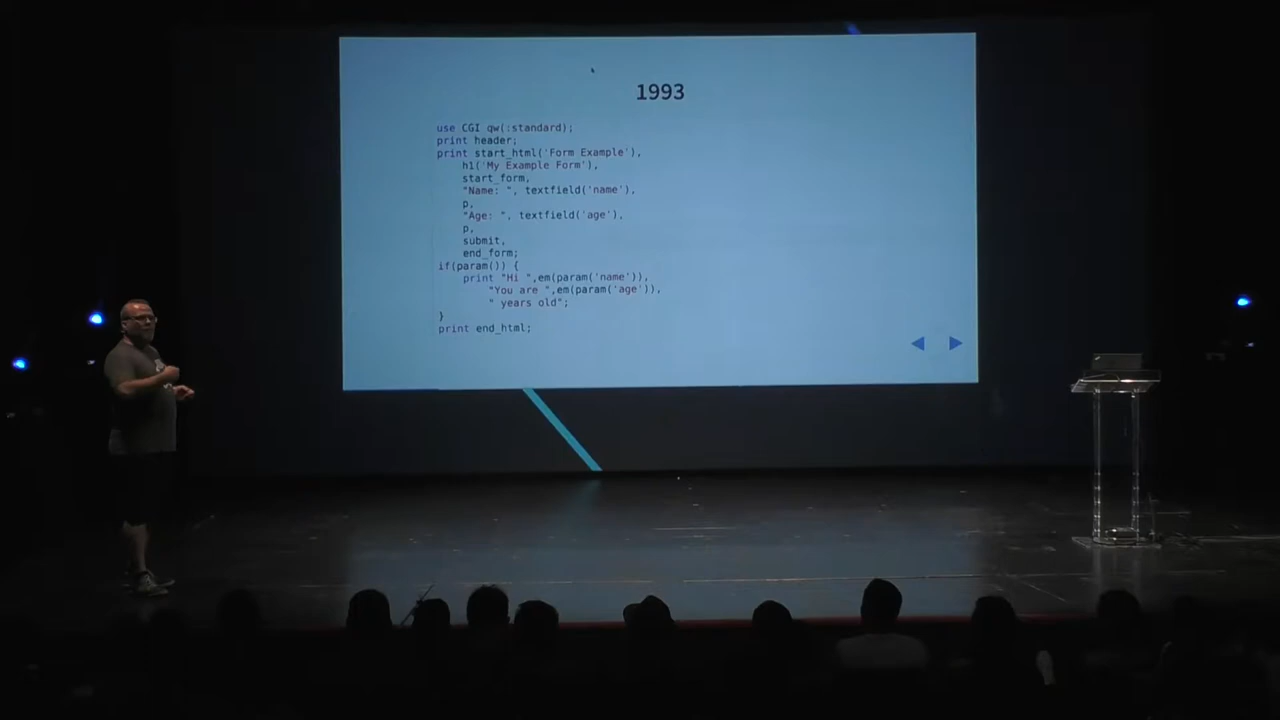 1993
use CGI qw(:standard);
print header;
print start_html('Form Example'),
    h1('My Example Form'),
    start_form,
    "Name: ", textfield('name'),
    p,
    "Age: ", textfield('age'),
    p,
    submit,
    end_form;
if(param()) {
    print "Hi ",em(param('name')),
        "You are ",em(param('age')),
        " years old";
}
print end_html;